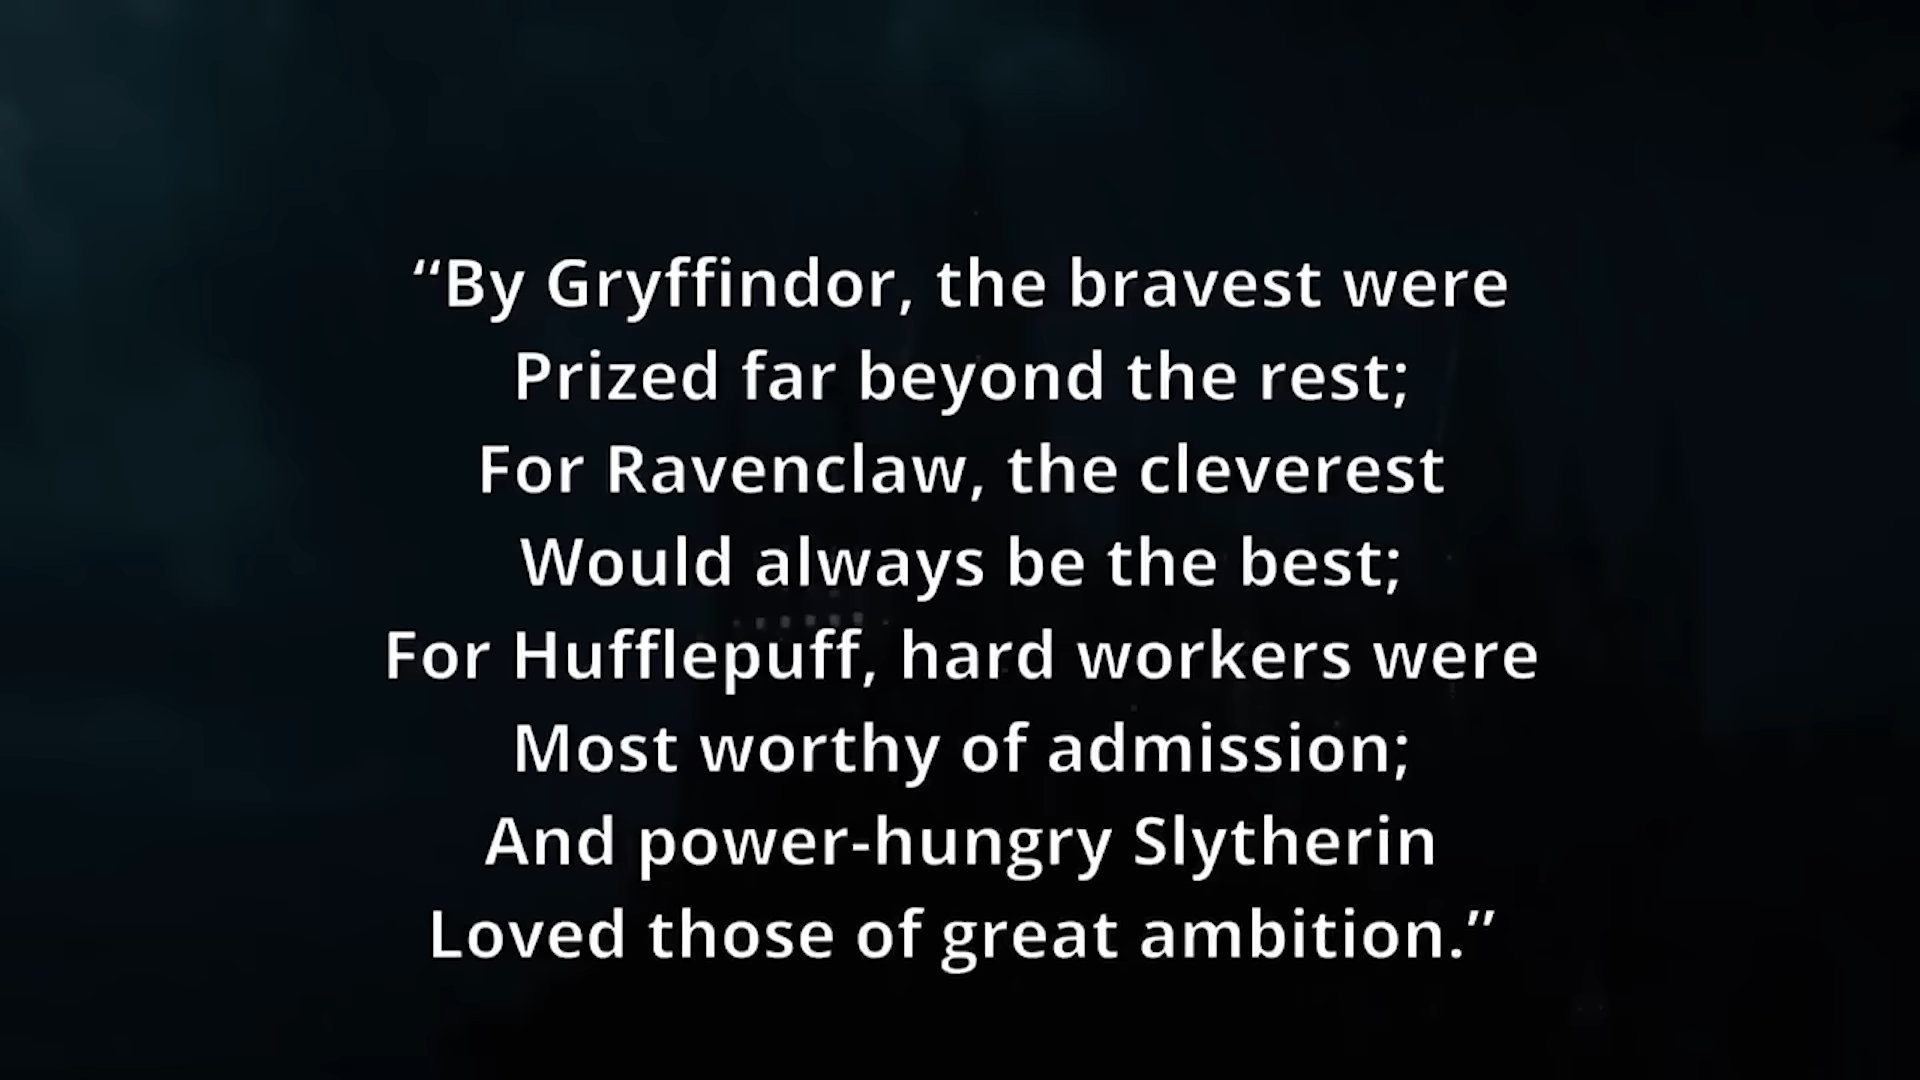 “By Gryffindor, the bravest were
Prized far beyond the rest;
For Ravenclaw, the cleverest
Would always be the best;
For Hufflepuff, hard workers were
Most worthy of admission;
And power-hungry Slytherin
Loved those of great ambition.”